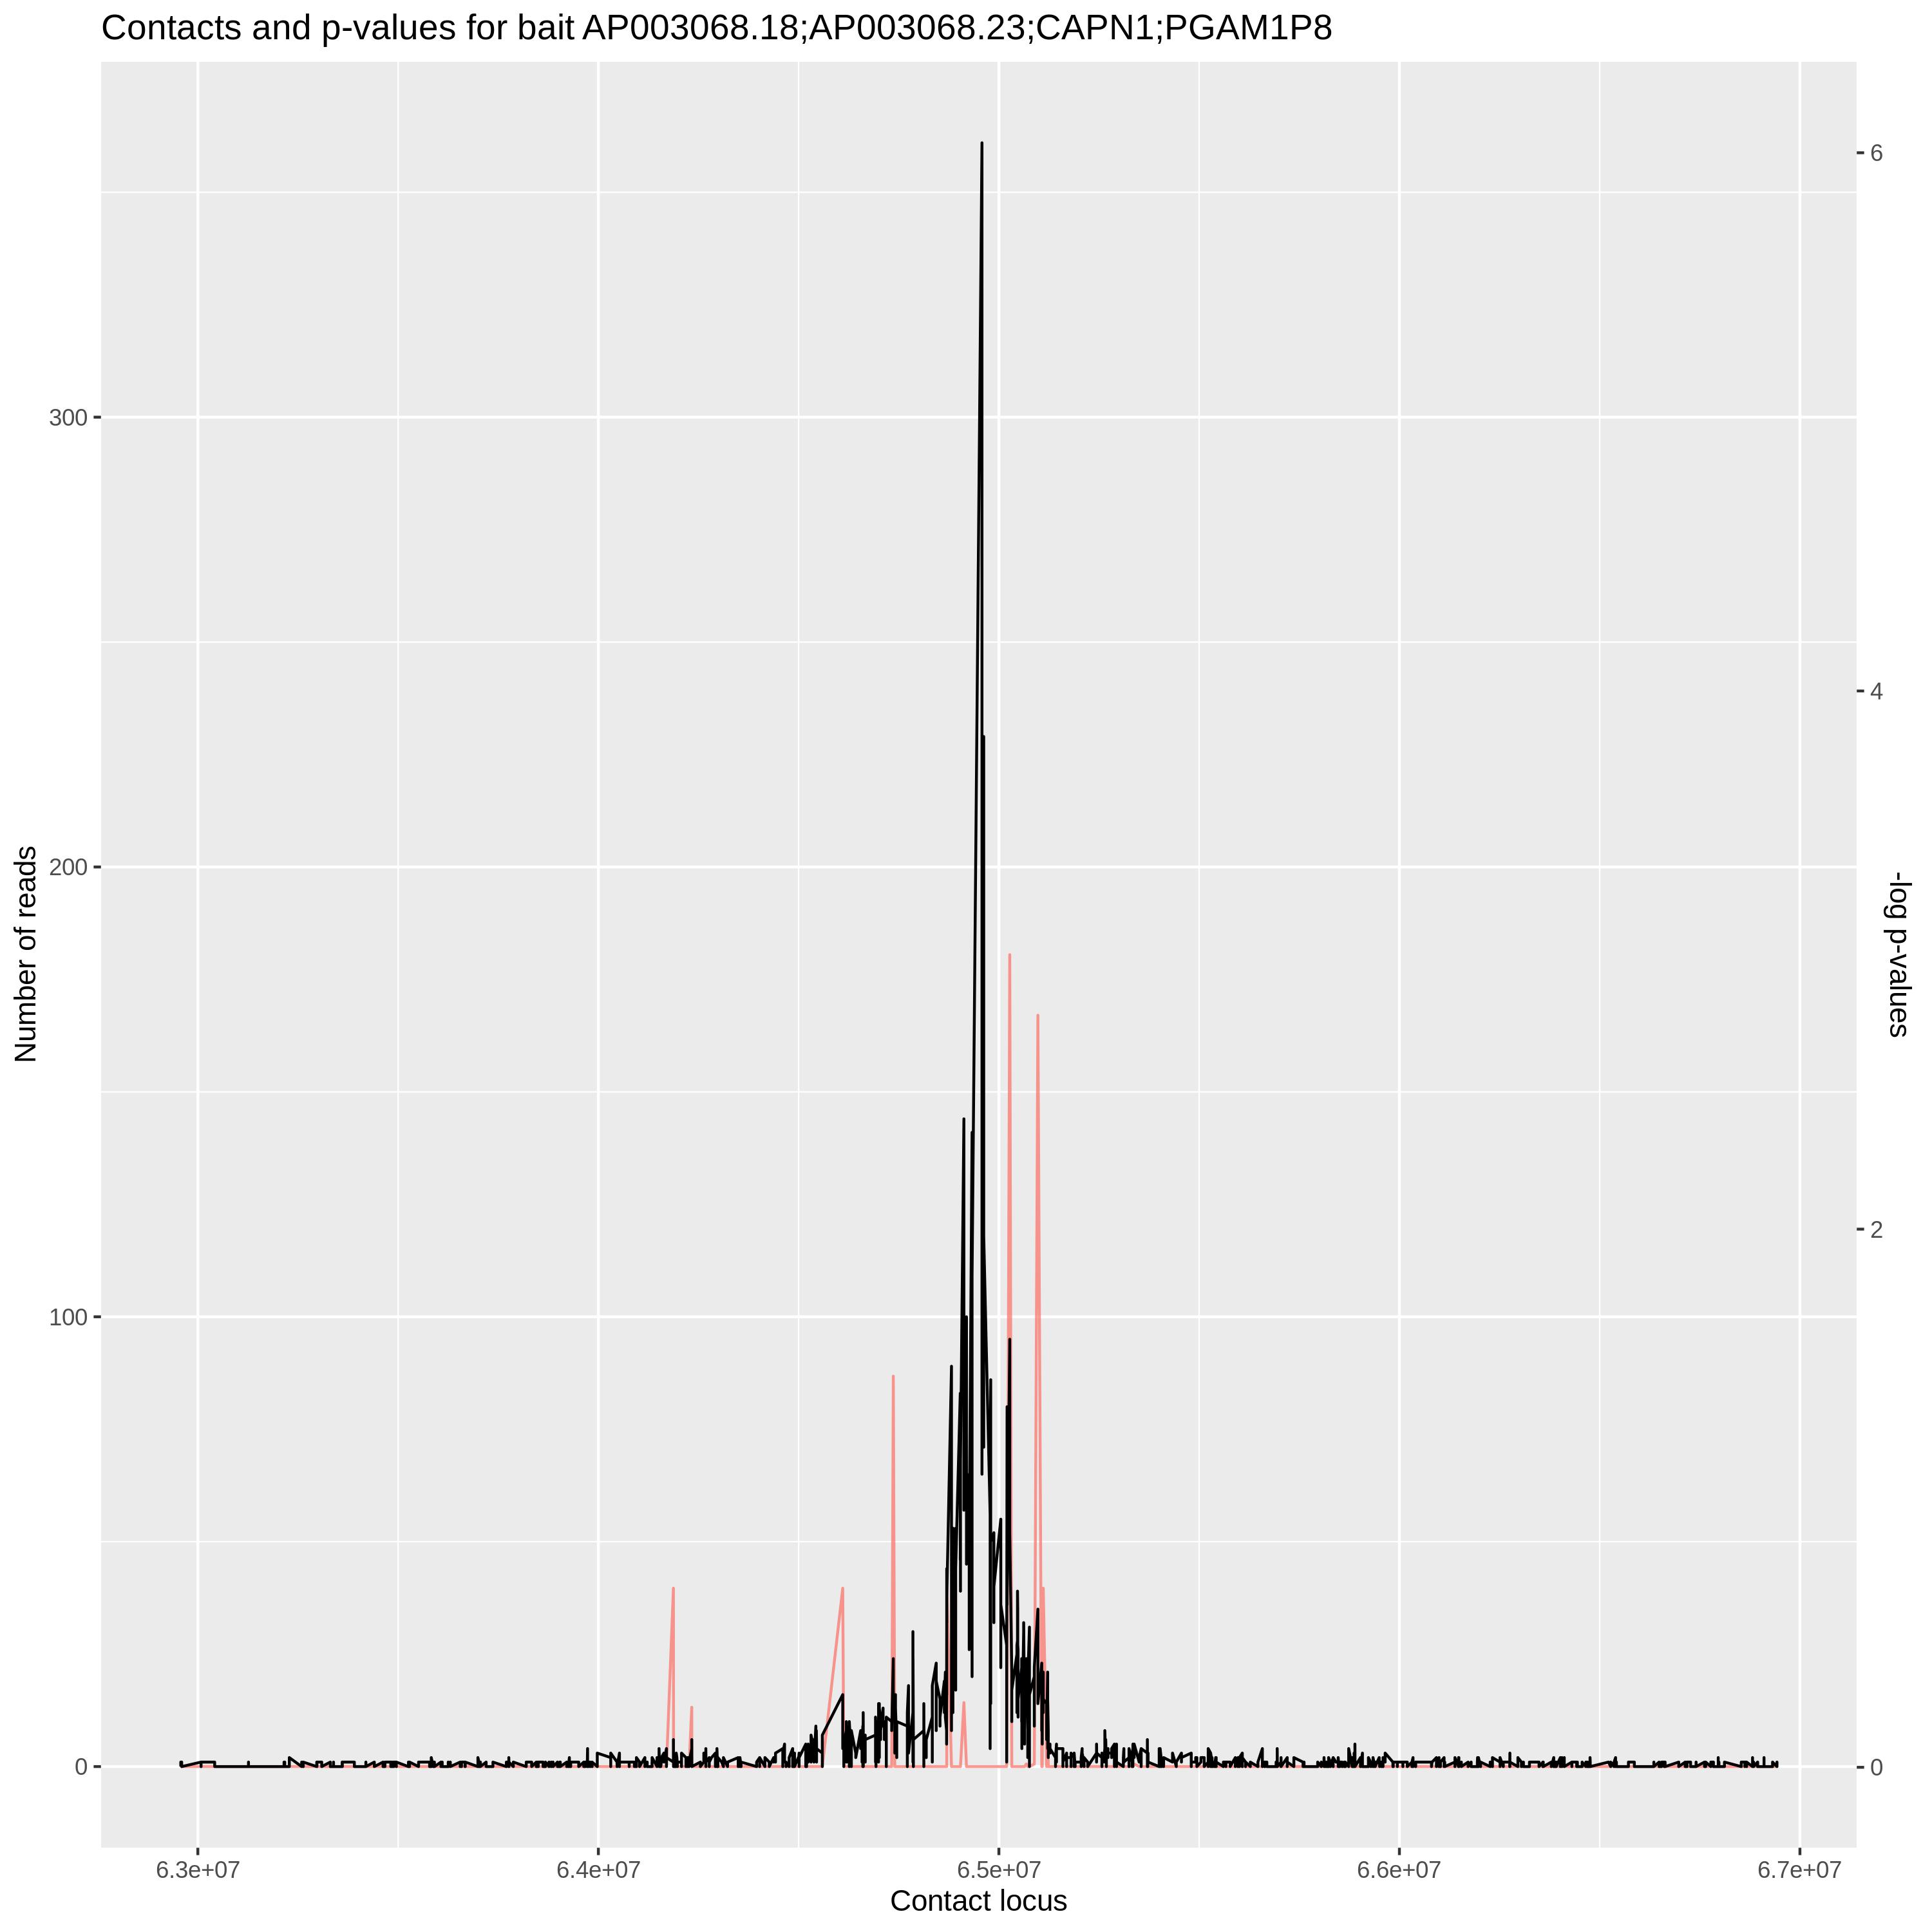 Contacts and p-values for bait AP003068.18;AP003068.23;CAPN1;PGAM1P8
Number of reads
300
200
100
0
6
4
2
0
-log p-values
6.3e+07
6.4e+07
6.5e+07
6.6e+07
6.7e+07
Contact locus